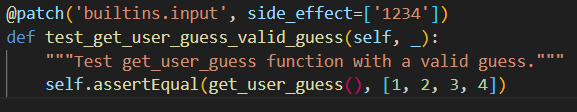 @patch('builtins.input', side_effect=['1234'])
def test_get_user_guess_valid_guess(self, _):
    """Test get_user_guess function with a valid guess."""
    self.assertEqual(get_user_guess(), [1, 2, 3, 4])